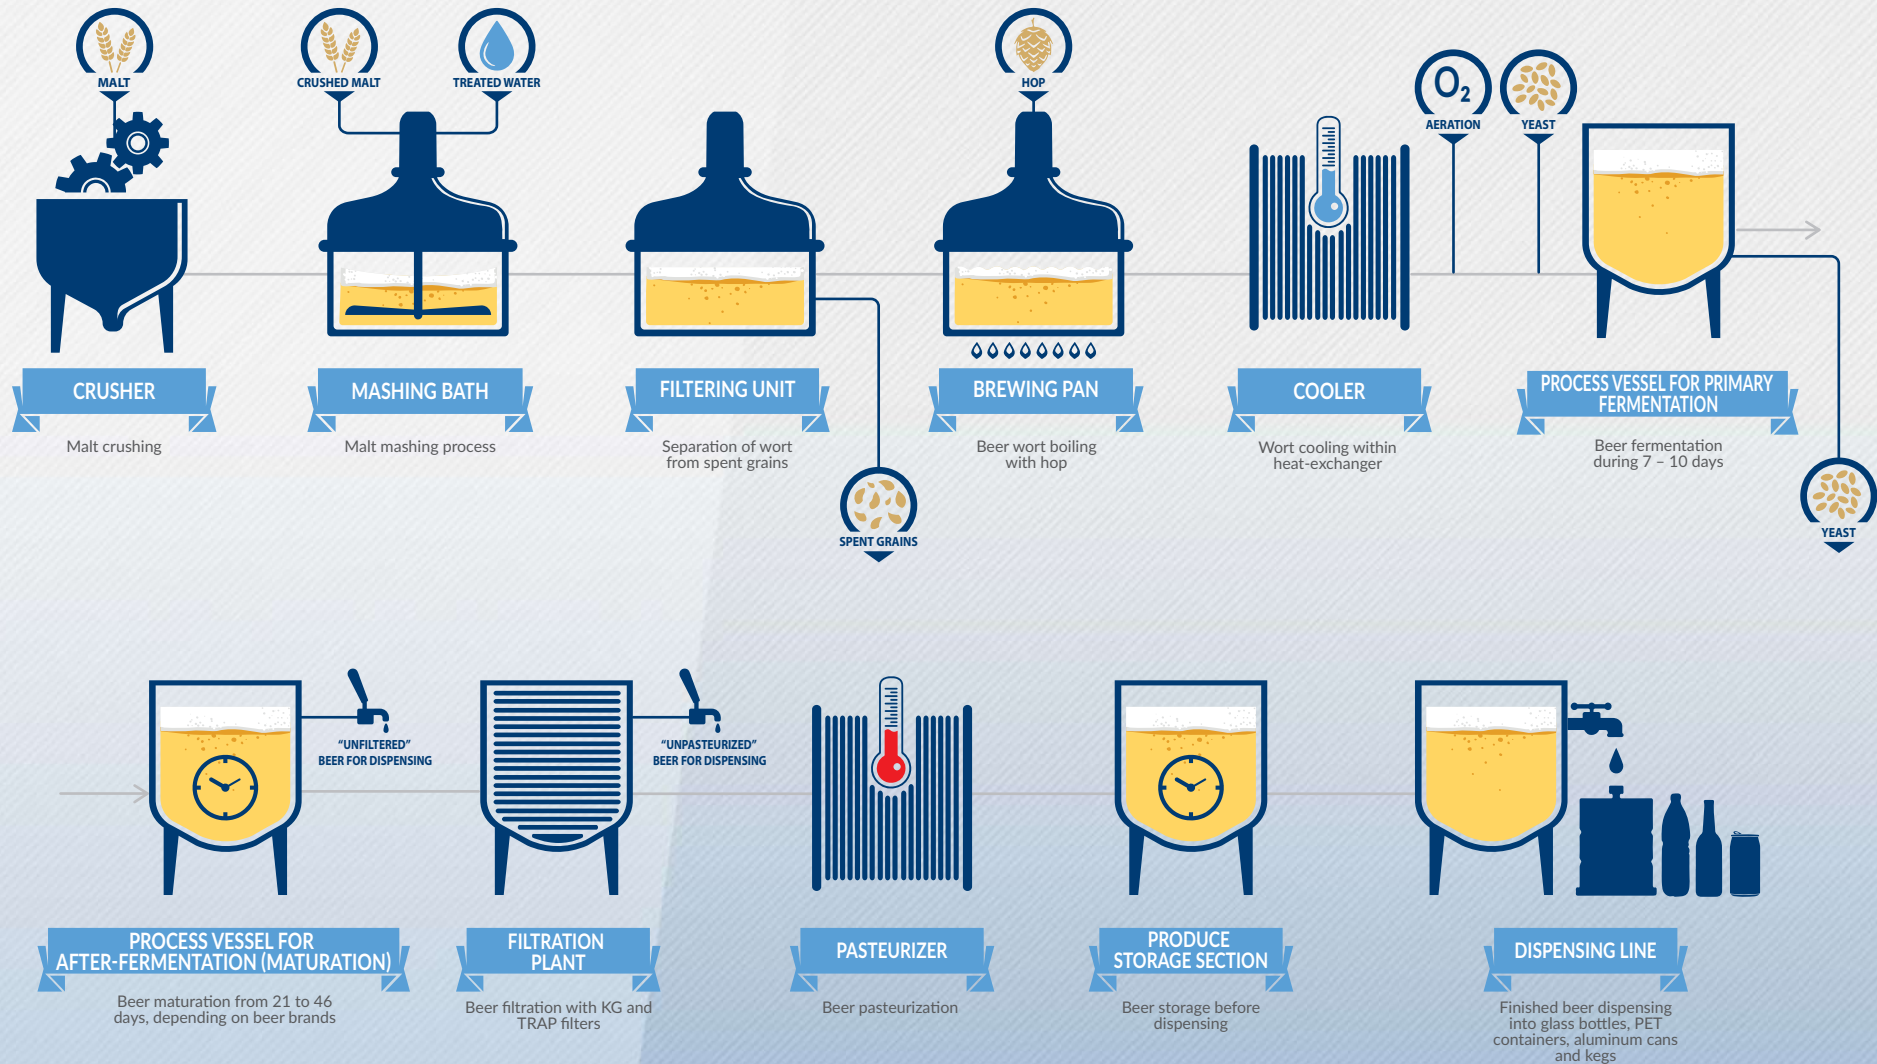 MALT
CRUSHED MALT
TREATED WATER
HOP
O2
AERATION
YEAST
CRUSHER
Malt crushing
MASHING BATH
Malt mashing process
FILTERING UNIT
Separation of wort
from spent grains
SPENT GRAINS
BREWING PAN
Beer wort boiling
with hop
COOLER
Wort cooling within
heat-exchanger
PROCESS VESSEL FOR PRIMARY
FERMENTATION
Beer fermentation
during 7 – 10 days
YEAST
“UNFILTERED”
BEER FOR DISPENSING
“UNPASTEURIZED”
BEER FOR DISPENSING
PROCESS VESSEL FOR
AFTER-FERMENTATION (MATURATION)
Beer maturation from 21 to 46
days, depending on beer brands
FILTRATION
PLANT
Beer filtration with KG and
TRAP filters
PASTEURIZER
Beer pasteurization
PRODUCE
STORAGE SECTION
Beer storage before
dispensing
DISPENSING LINE
Finished beer dispensing
into glass bottles, PET
containers, aluminum cans
and kegs